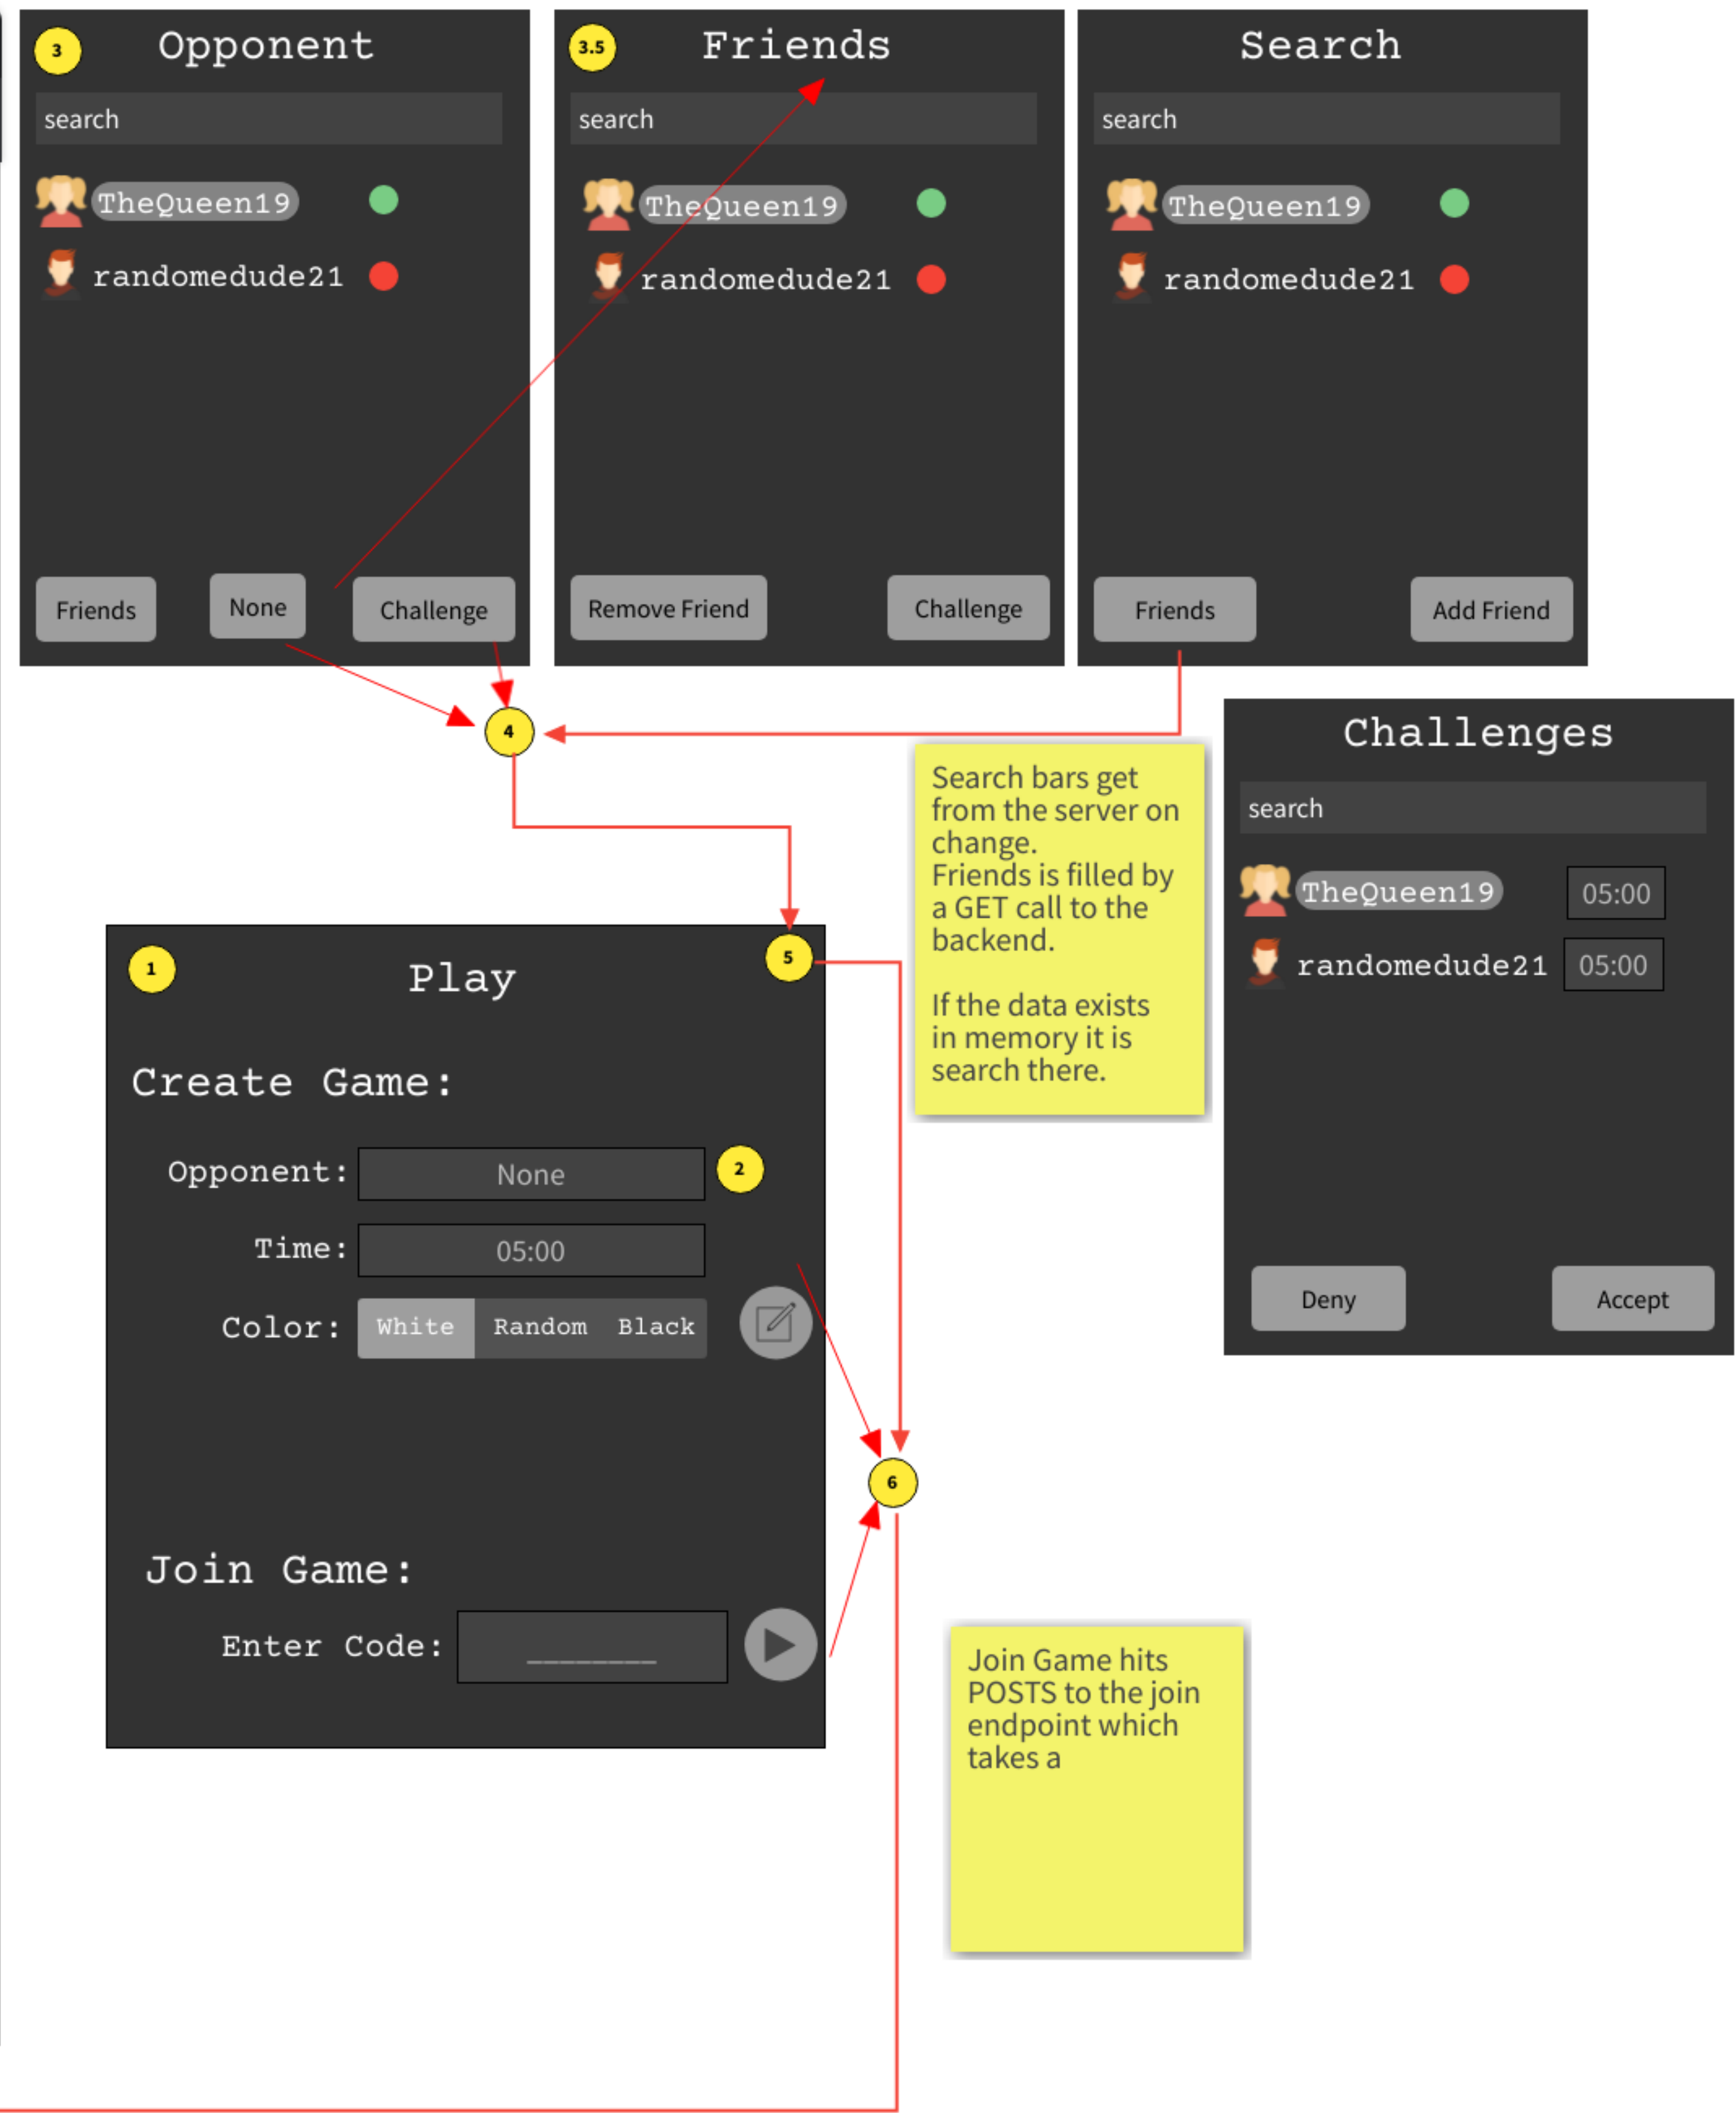 3
Opponent
search
TheQueen19
randomedude21
Friends
None
Challenge
3.5
Friends
search
TheQueen19
randomedude21
Remove Friend
Challenge
Search
search
TheQueen19
randomedude21
Friends
Add Friend
4
Search bars get
from the server on
change.
Friends is filled by
a GET call to the
backend.
If the data exists
in memory it is
search there.
Challenges
search
TheQueen19
05:00
randomedude21
05:00
Deny
Accept
1
Play
5
Create Game:
Opponent:
None
2
Time:
05:00
Color:
White
Random
Black
6
Join Game:
Enter Code:
________
Join Game hits
POSTS to the join
endpoint which
takes a